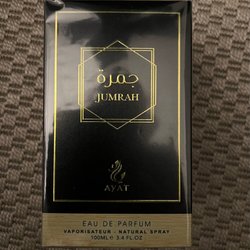 جمرة
JUMRAH
AYAT
EAU DE PARFUM
VAPORISATEUR - NATURAL SPRAY
100ML℮ 3.4 FL.OZ